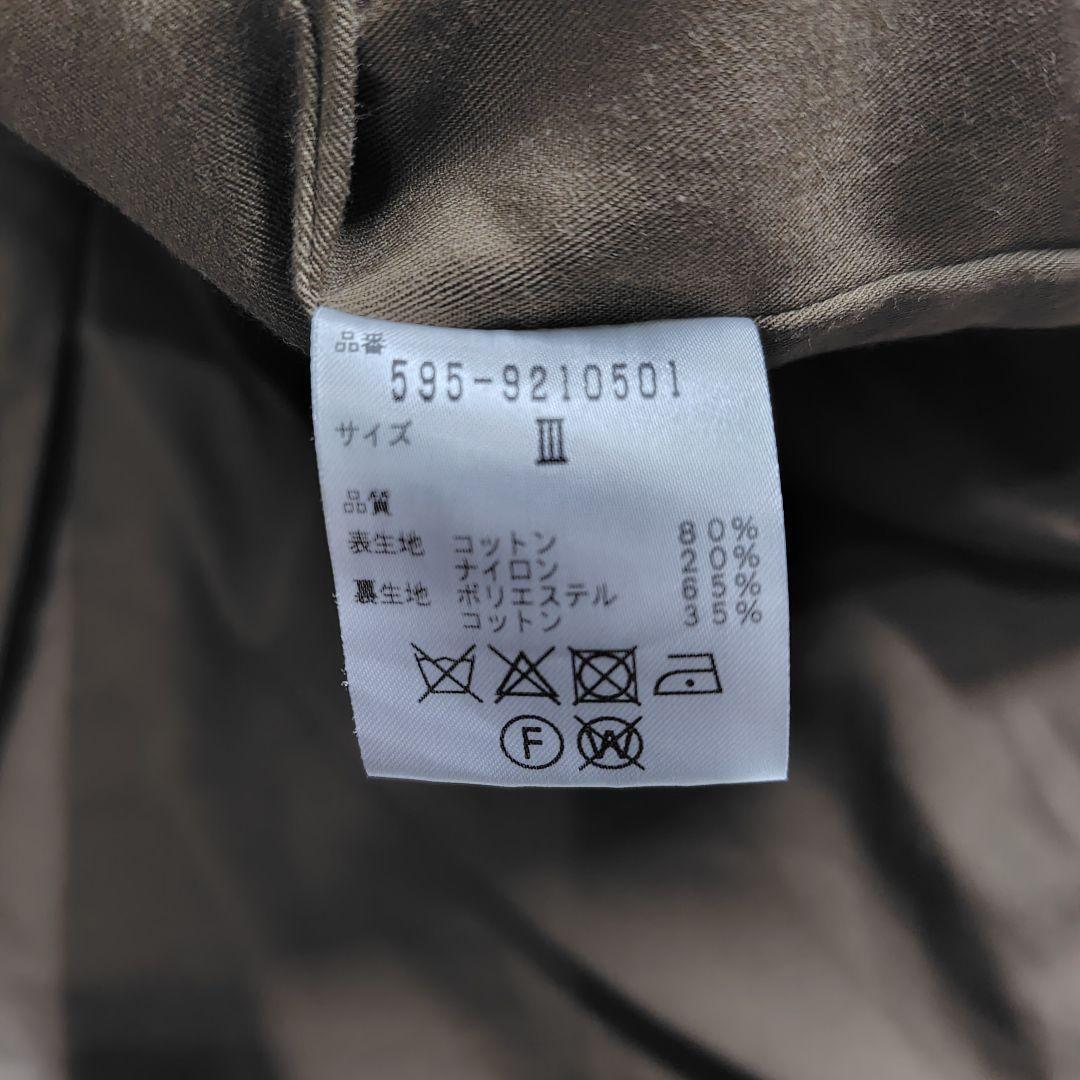 品番
595-9210501
サイズ Ⅲ
品質
表生地 コットン 80%
ナイロン 20%
裏生地 ポリエステル 65%
コットン 35%
F W